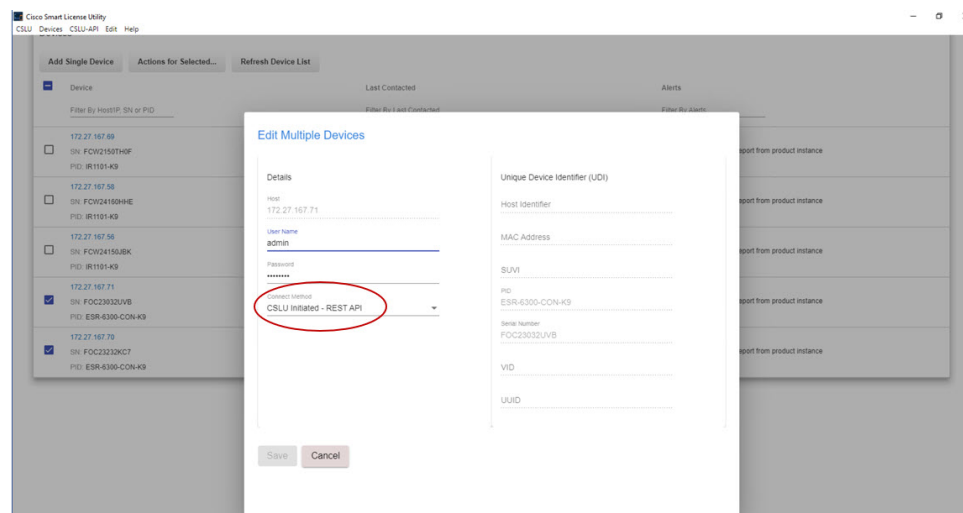 Cisco Smart License Utility
CSLU Devices CSLU-API Edit Help
Add Single Device Actions for Selected... Refresh Device List
Device Last Contacted Alerts
Filter By Host/IP, SN or PID Filter By Last Contacted Filter By Alerts
172.27.167.69
SN: FCW2150TH0F
PID: IR1101-K9
eport from product instance
172.27.167.58
SN: FCW24160HHE
PID: IR1101-K9
eport from product instance
172.27.167.56
SN: FCW24150JBK
PID: IR1101-K9
eport from product instance
172.27.167.71
SN: FOC23032UVB
PID: ESR-6300-CON-K9
eport from product instance
172.27.167.70
SN: FOC23232KC7
PID: ESR-6300-CON-K9
eport from product instance
Edit Multiple Devices
Details
Host
172.27.167.71
User Name
admin
Password
••••••••
Connect Method
CSLU Initiated - REST API
Unique Device Identifier (UDI)
Host Identifier
MAC Address
SUVI
PID
ESR-6300-CON-K9
Serial Number
FOC23032UVB
VID
UUID
Save Cancel